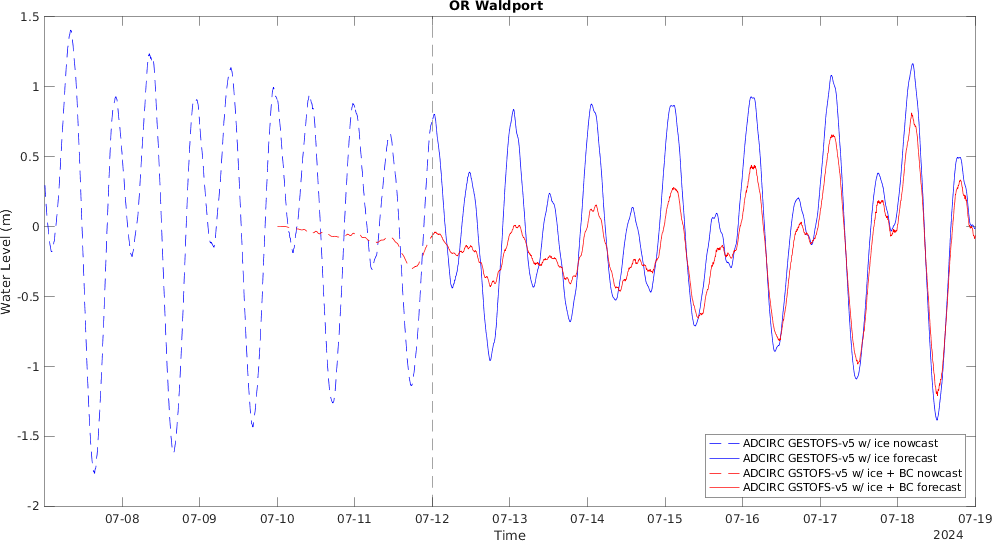 OR Waldport
1.5
1
0.5
0
-0.5
-1
-1.5
-2
Water Level (m)
ADCIRC GESTOFS-v5 w/ ice nowcast
ADCIRC GESTOFS-v5 w/ ice forecast
ADCIRC GSTOFS-v5 w/ ice + BC nowcast
ADCIRC GSTOFS-v5 w/ ice + BC forecast
07-08 07-09 07-10 07-11 07-12 07-13 07-14 07-15 07-16 07-17 07-18 07-19
Time
2024